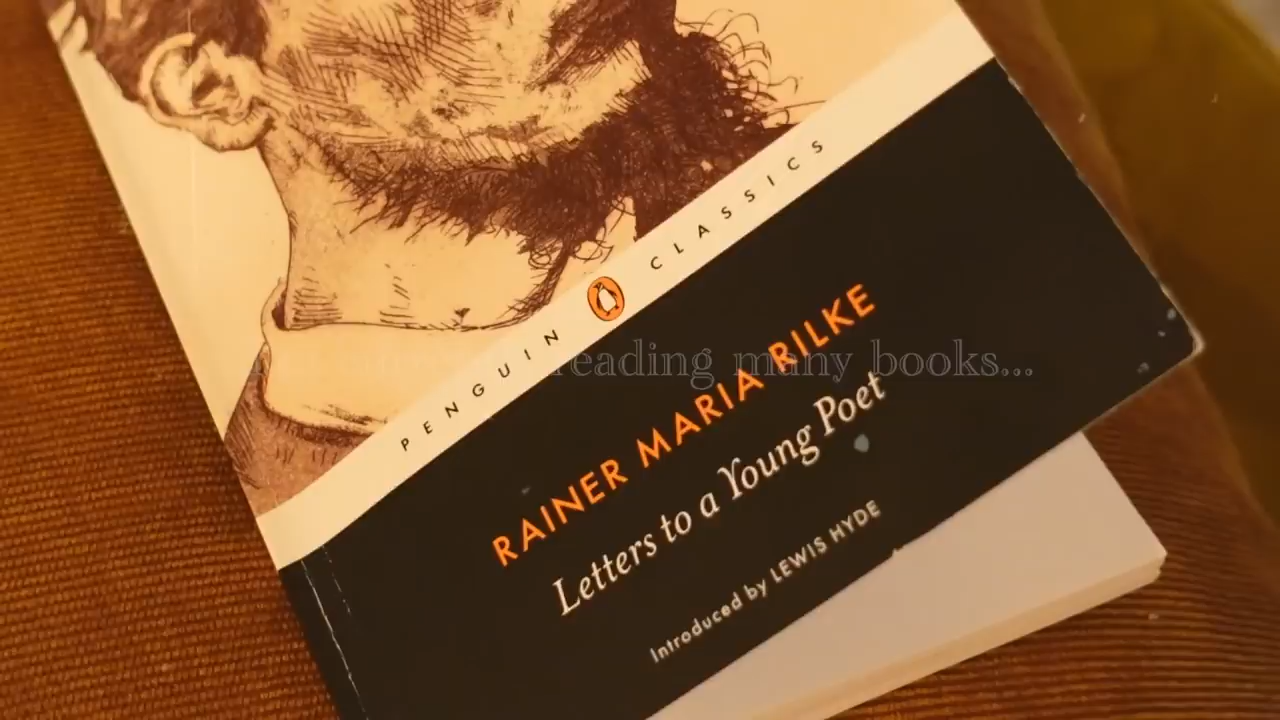 PENGUIN CLASSICS
reading many books...
RAINER MARIA RILKE
Letters to a Young Poet
Introduced by LEWIS HYDE